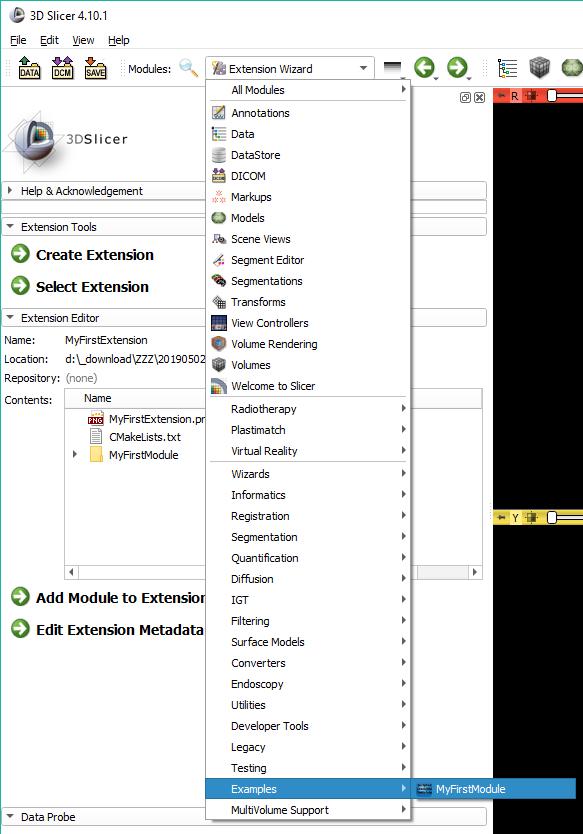 3D Slicer 4.10.1
File Edit View Help
DATA DCM SAVE Modules: Extension Wizard
All Modules
R
Annotations
Data
DataStore
DICOM
Markups
Models
Scene Views
Segment Editor
Segmentations
Transforms
View Controllers
Volume Rendering
Volumes
Welcome to Slicer
Radiotherapy
Plastimatch
Virtual Reality
Wizards
Informatics
Registration
Segmentation
Quantification
Diffusion
IGT
Filtering
Surface Models
Converters
Endoscopy
Utilities
Developer Tools
Legacy
Testing
Examples
MyFirstModule
MultiVolume Support
3DSlicer
Help & Acknowledgement
Extension Tools
Create Extension
Select Extension
Extension Editor
Name: MyFirstExtension
Location: d:\_download\ZZZ\20190502
Repository: (none)
Contents: Name
PNG MyFirstExtension.pr
CMakeLists.txt
MyFirstModule
Add Module to Extension
Edit Extension Metadata
Data Probe
Y